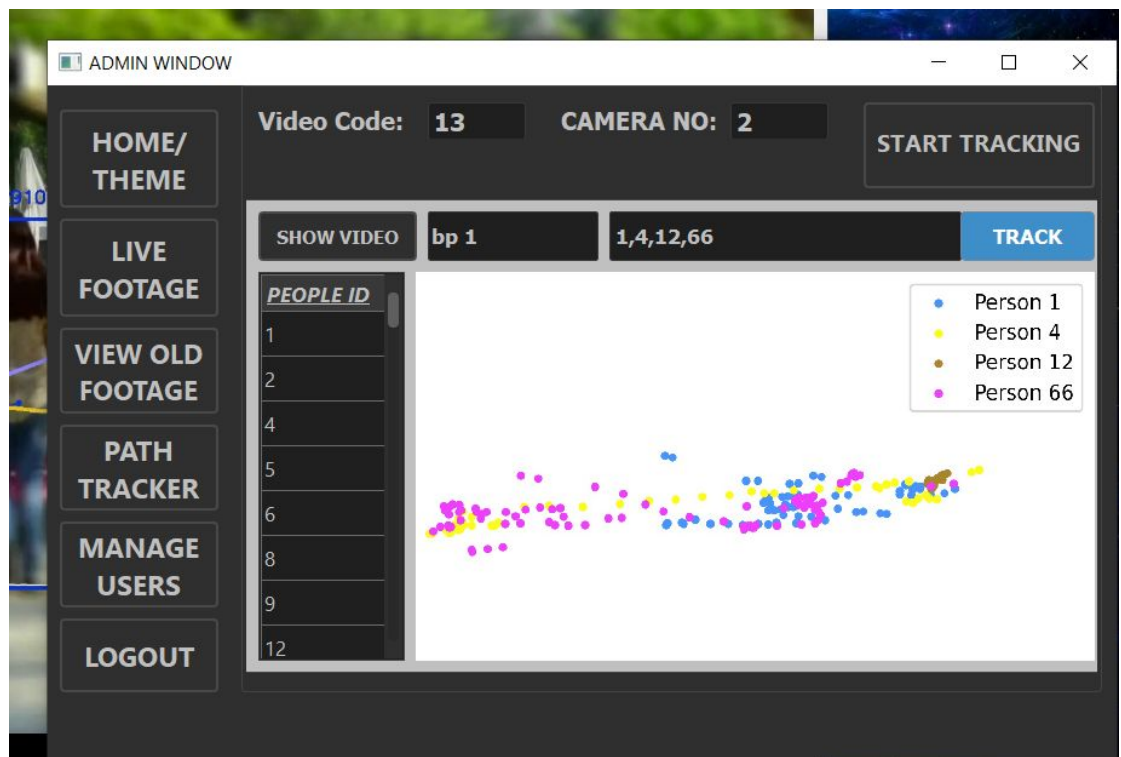 ADMIN WINDOW
910
HOME/
THEME
LIVE
FOOTAGE
VIEW OLD
FOOTAGE
PATH
TRACKER
MANAGE
USERS
LOGOUT
Video Code: 13 CAMERA NO: 2
START TRACKING
SHOW VIDEO bp 1 1,4,12,66 TRACK
PEOPLE ID
1
2
4
5
6
8
9
12
Person 1
Person 4
Person 12
Person 66